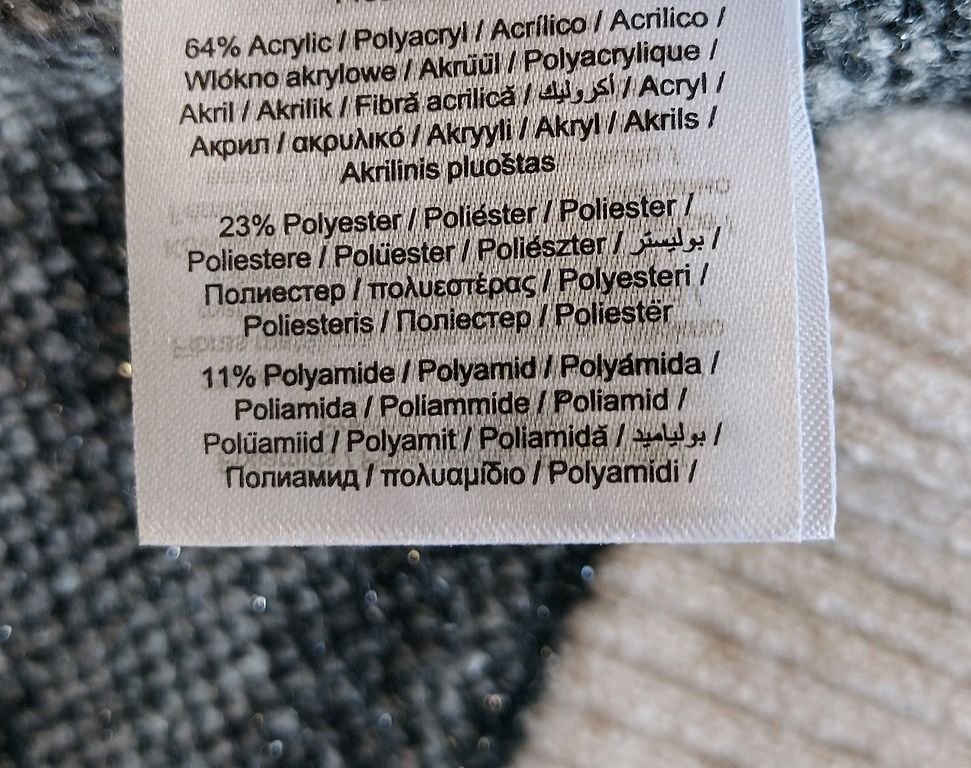 64% Acrylic / Polyacryl / Acrílico / Acrilico /
Wlókno akrylowe / Akrüül / Polyacrylique /
Akril / Akrilik / Fibră acrilică / أكروليك / Acryl /
Акрил / ακρυλικό / Akryyli / Akryl / Akrils /
Akrilinis pluoštas
23% Polyester / Poliéster / Poliester /
Poliestere / Polüester / Poliészter / بوليستر /
Полиестер / πολυεστέρας / Polyesteri /
Poliesteris / Поліестер / Poliestër
11% Polyamide / Polyamid / Polyámida /
Poliamida / Poliammide / Poliamid /
Polüamiid / Polyamit / Poliamidă / بولياميد /
Полиамид / πολυαμίδιο / Polyamidi /